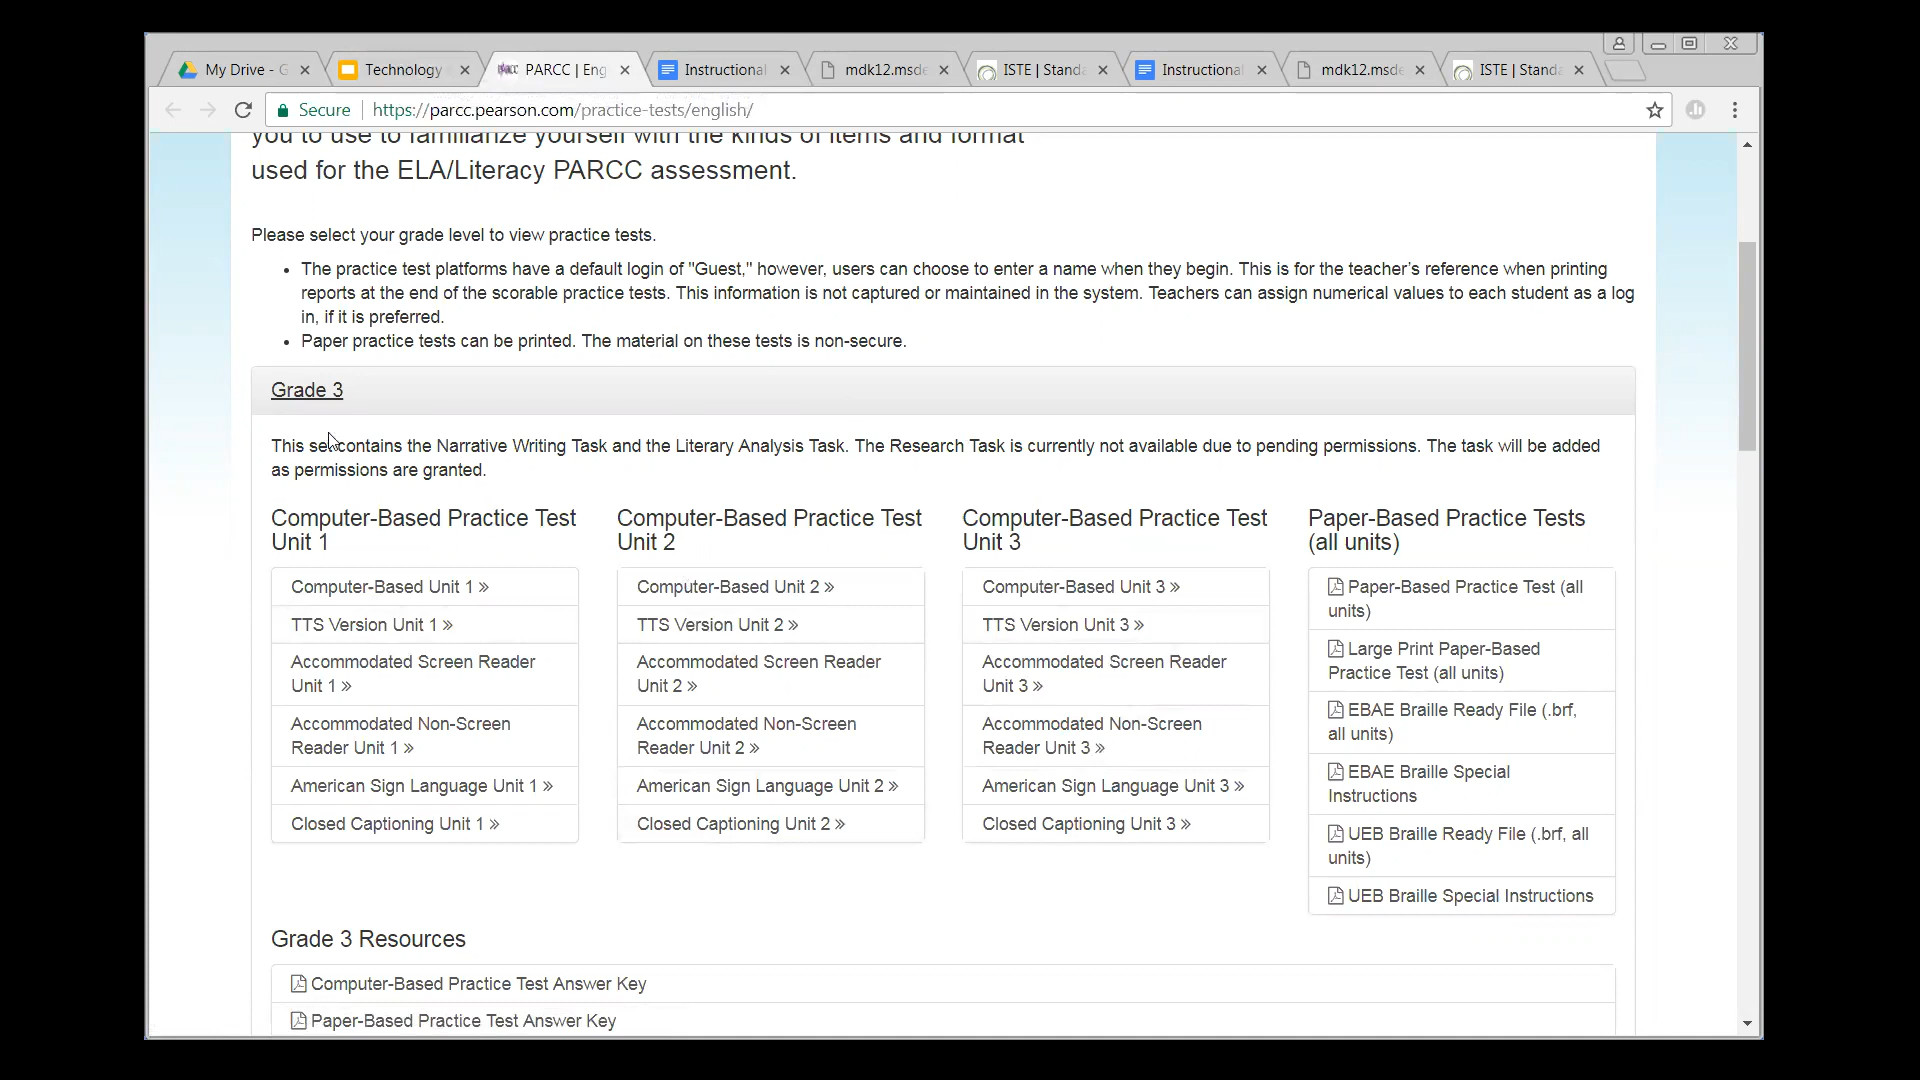 My Drive - G
Technology
PARCC | Eng
Instructional
mdk12.msde
ISTE | Standa
Instructional
mdk12.msde
ISTE | Standa
Secure
https://parcc.pearson.com/practice-tests/english/
you to use to familiarize yourself with the kinds of items and format
used for the ELA/Literacy PARCC assessment.
Please select your grade level to view practice tests.
• The practice test platforms have a default login of "Guest," however, users can choose to enter a name when they begin. This is for the teacher's reference when printing
reports at the end of the scorable practice tests. This information is not captured or maintained in the system. Teachers can assign numerical values to each student as a log
in, if it is preferred.
• Paper practice tests can be printed. The material on these tests is non-secure.
Grade 3
This set contains the Narrative Writing Task and the Literary Analysis Task. The Research Task is currently not available due to pending permissions. The task will be added
as permissions are granted.
Computer-Based Practice Test
Unit 1
Computer-Based Unit 1 »
TTS Version Unit 1 »
Accommodated Screen Reader
Unit 1 »
Accommodated Non-Screen
Reader Unit 1 »
American Sign Language Unit 1 »
Closed Captioning Unit 1 »
Computer-Based Practice Test
Unit 2
Computer-Based Unit 2 »
TTS Version Unit 2 »
Accommodated Screen Reader
Unit 2 »
Accommodated Non-Screen
Reader Unit 2 »
American Sign Language Unit 2 »
Closed Captioning Unit 2 »
Computer-Based Practice Test
Unit 3
Computer-Based Unit 3 »
TTS Version Unit 3 »
Accommodated Screen Reader
Unit 3 »
Accommodated Non-Screen
Reader Unit 3 »
American Sign Language Unit 3 »
Closed Captioning Unit 3 »
Paper-Based Practice Tests
(all units)
Paper-Based Practice Test (all
units)
Large Print Paper-Based
Practice Test (all units)
EBAE Braille Ready File (.brf,
all units)
EBAE Braille Special
Instructions
UEB Braille Ready File (.brf, all
units)
UEB Braille Special Instructions
Grade 3 Resources
Computer-Based Practice Test Answer Key
Paper-Based Practice Test Answer Key